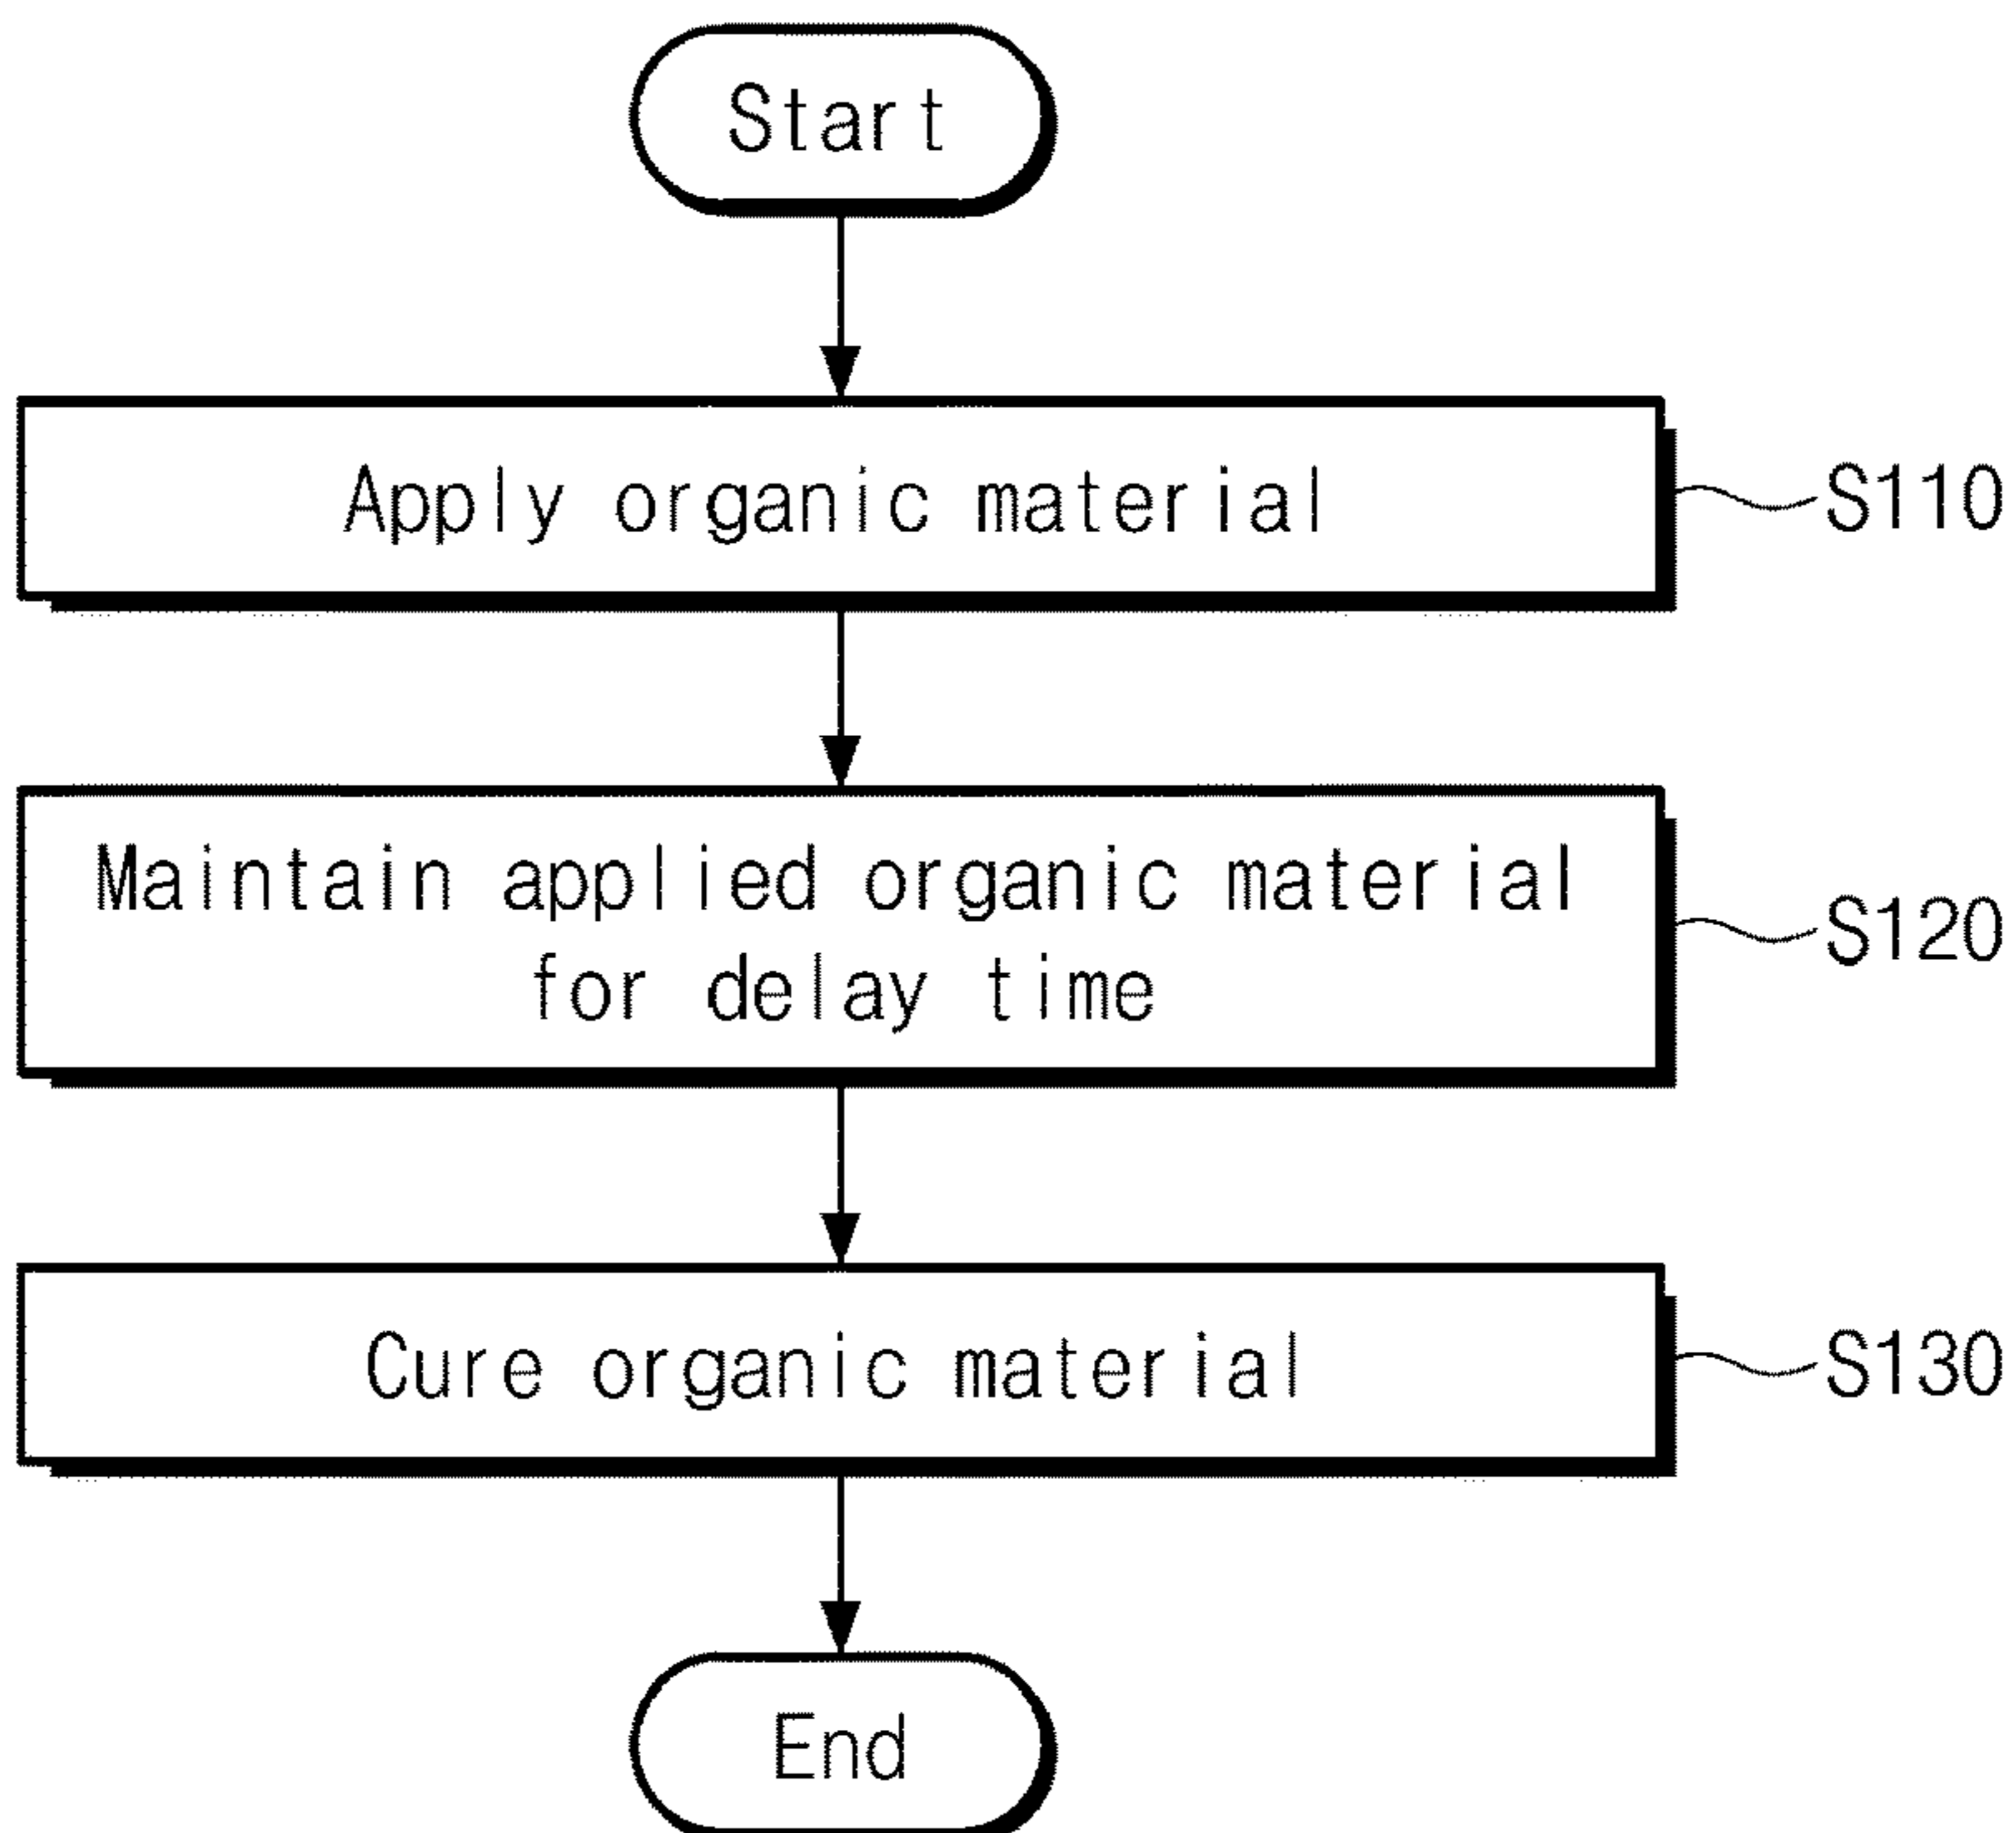 Start
Apply organic material
S110
Maintain applied organic material
for delay time
S120
Cure organic material
S130
End